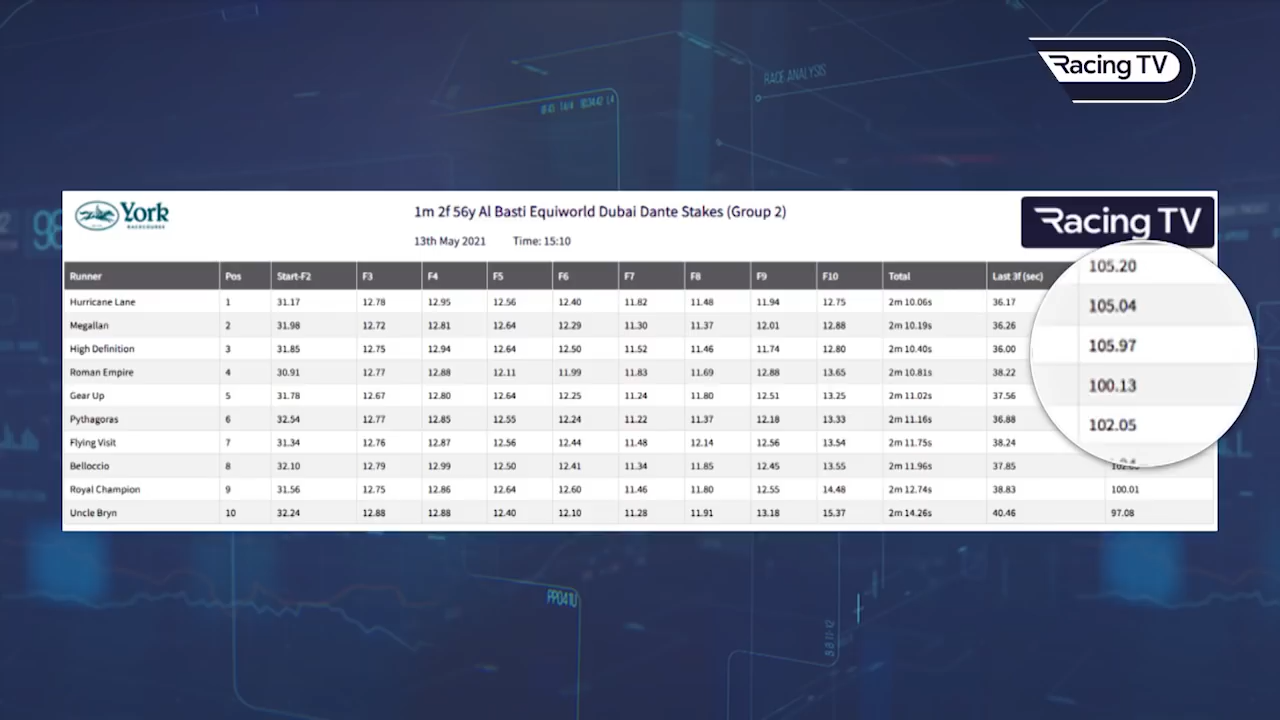 Racing TV
RACE ANALYSIS
York
RACECOURSE
1m 2f 56y Al Basti Equiworld Dubai Dante Stakes (Group 2)
13th May 2021 Time: 15:10
Racing TV
Runner Pos Start-F2 F3 F4 F5 F6 F7 F8 F9 F10 Total Last 3f (sec)
105.20
Hurricane Lane 1 31.17 12.78 12.95 12.56 12.40 11.82 11.48 11.94 12.75 2m 10.06s 36.17 105.04
Megallan 2 31.98 12.72 12.81 12.64 12.29 11.30 11.37 12.01 12.88 2m 10.19s 36.26
High Definition 3 31.85 12.75 12.94 12.64 12.50 11.52 11.46 11.74 12.80 2m 10.40s 36.00 105.97
Roman Empire 4 30.91 12.77 12.88 12.11 11.99 11.83 11.69 12.88 13.65 2m 10.81s 38.22 100.13
Gear Up 5 31.78 12.67 12.80 12.64 12.25 11.24 11.80 12.51 13.25 2m 11.02s 37.56
Pythagoras 6 32.54 12.77 12.85 12.55 12.24 11.22 11.37 12.18 13.33 2m 11.16s 36.88 102.05
Flying Visit 7 31.34 12.76 12.87 12.56 12.44 11.48 12.14 12.56 13.54 2m 11.75s 38.24
Belloccio 8 32.10 12.79 12.99 12.50 12.41 11.34 11.85 12.45 13.55 2m 11.96s 37.85
Royal Champion 9 31.56 12.75 12.86 12.64 12.60 11.46 11.80 12.55 14.48 2m 12.74s 38.83 100.01
Uncle Bryn 10 32.24 12.88 12.88 12.40 12.10 11.28 11.91 13.18 15.37 2m 14.26s 40.46 97.08
PP041U